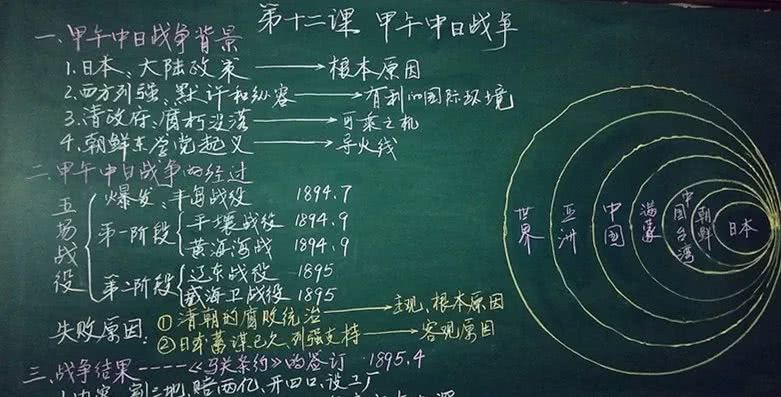 第十二课 甲午中日战争
一、甲午中日战争背景
1.日本、大陆政策 → 根本原因
2.西方列强、默许和纵容 → 有利的国际环境
3.清政府、腐朽没落 → 可乘之机
4.朝鲜东学党起义 → 导火线
二、甲午中日战争的经过
五场战役
爆发、丰岛战役 1894.7
第一阶段
平壤战役 1894.9
黄海海战 1894.9
第二阶段
辽东战役 1895
威海卫战役 1895
失败原因:
①清朝的腐败统治 → 主观、根本原因
②日本蓄谋已久 列强支持 → 客观原因
三、战争结果----《马关条约》的签订 1895.4
1.内容 割三地,赔两亿、开四口、设工厂
世界
亚洲
中国
满蒙
中国台湾
朝鲜
日本